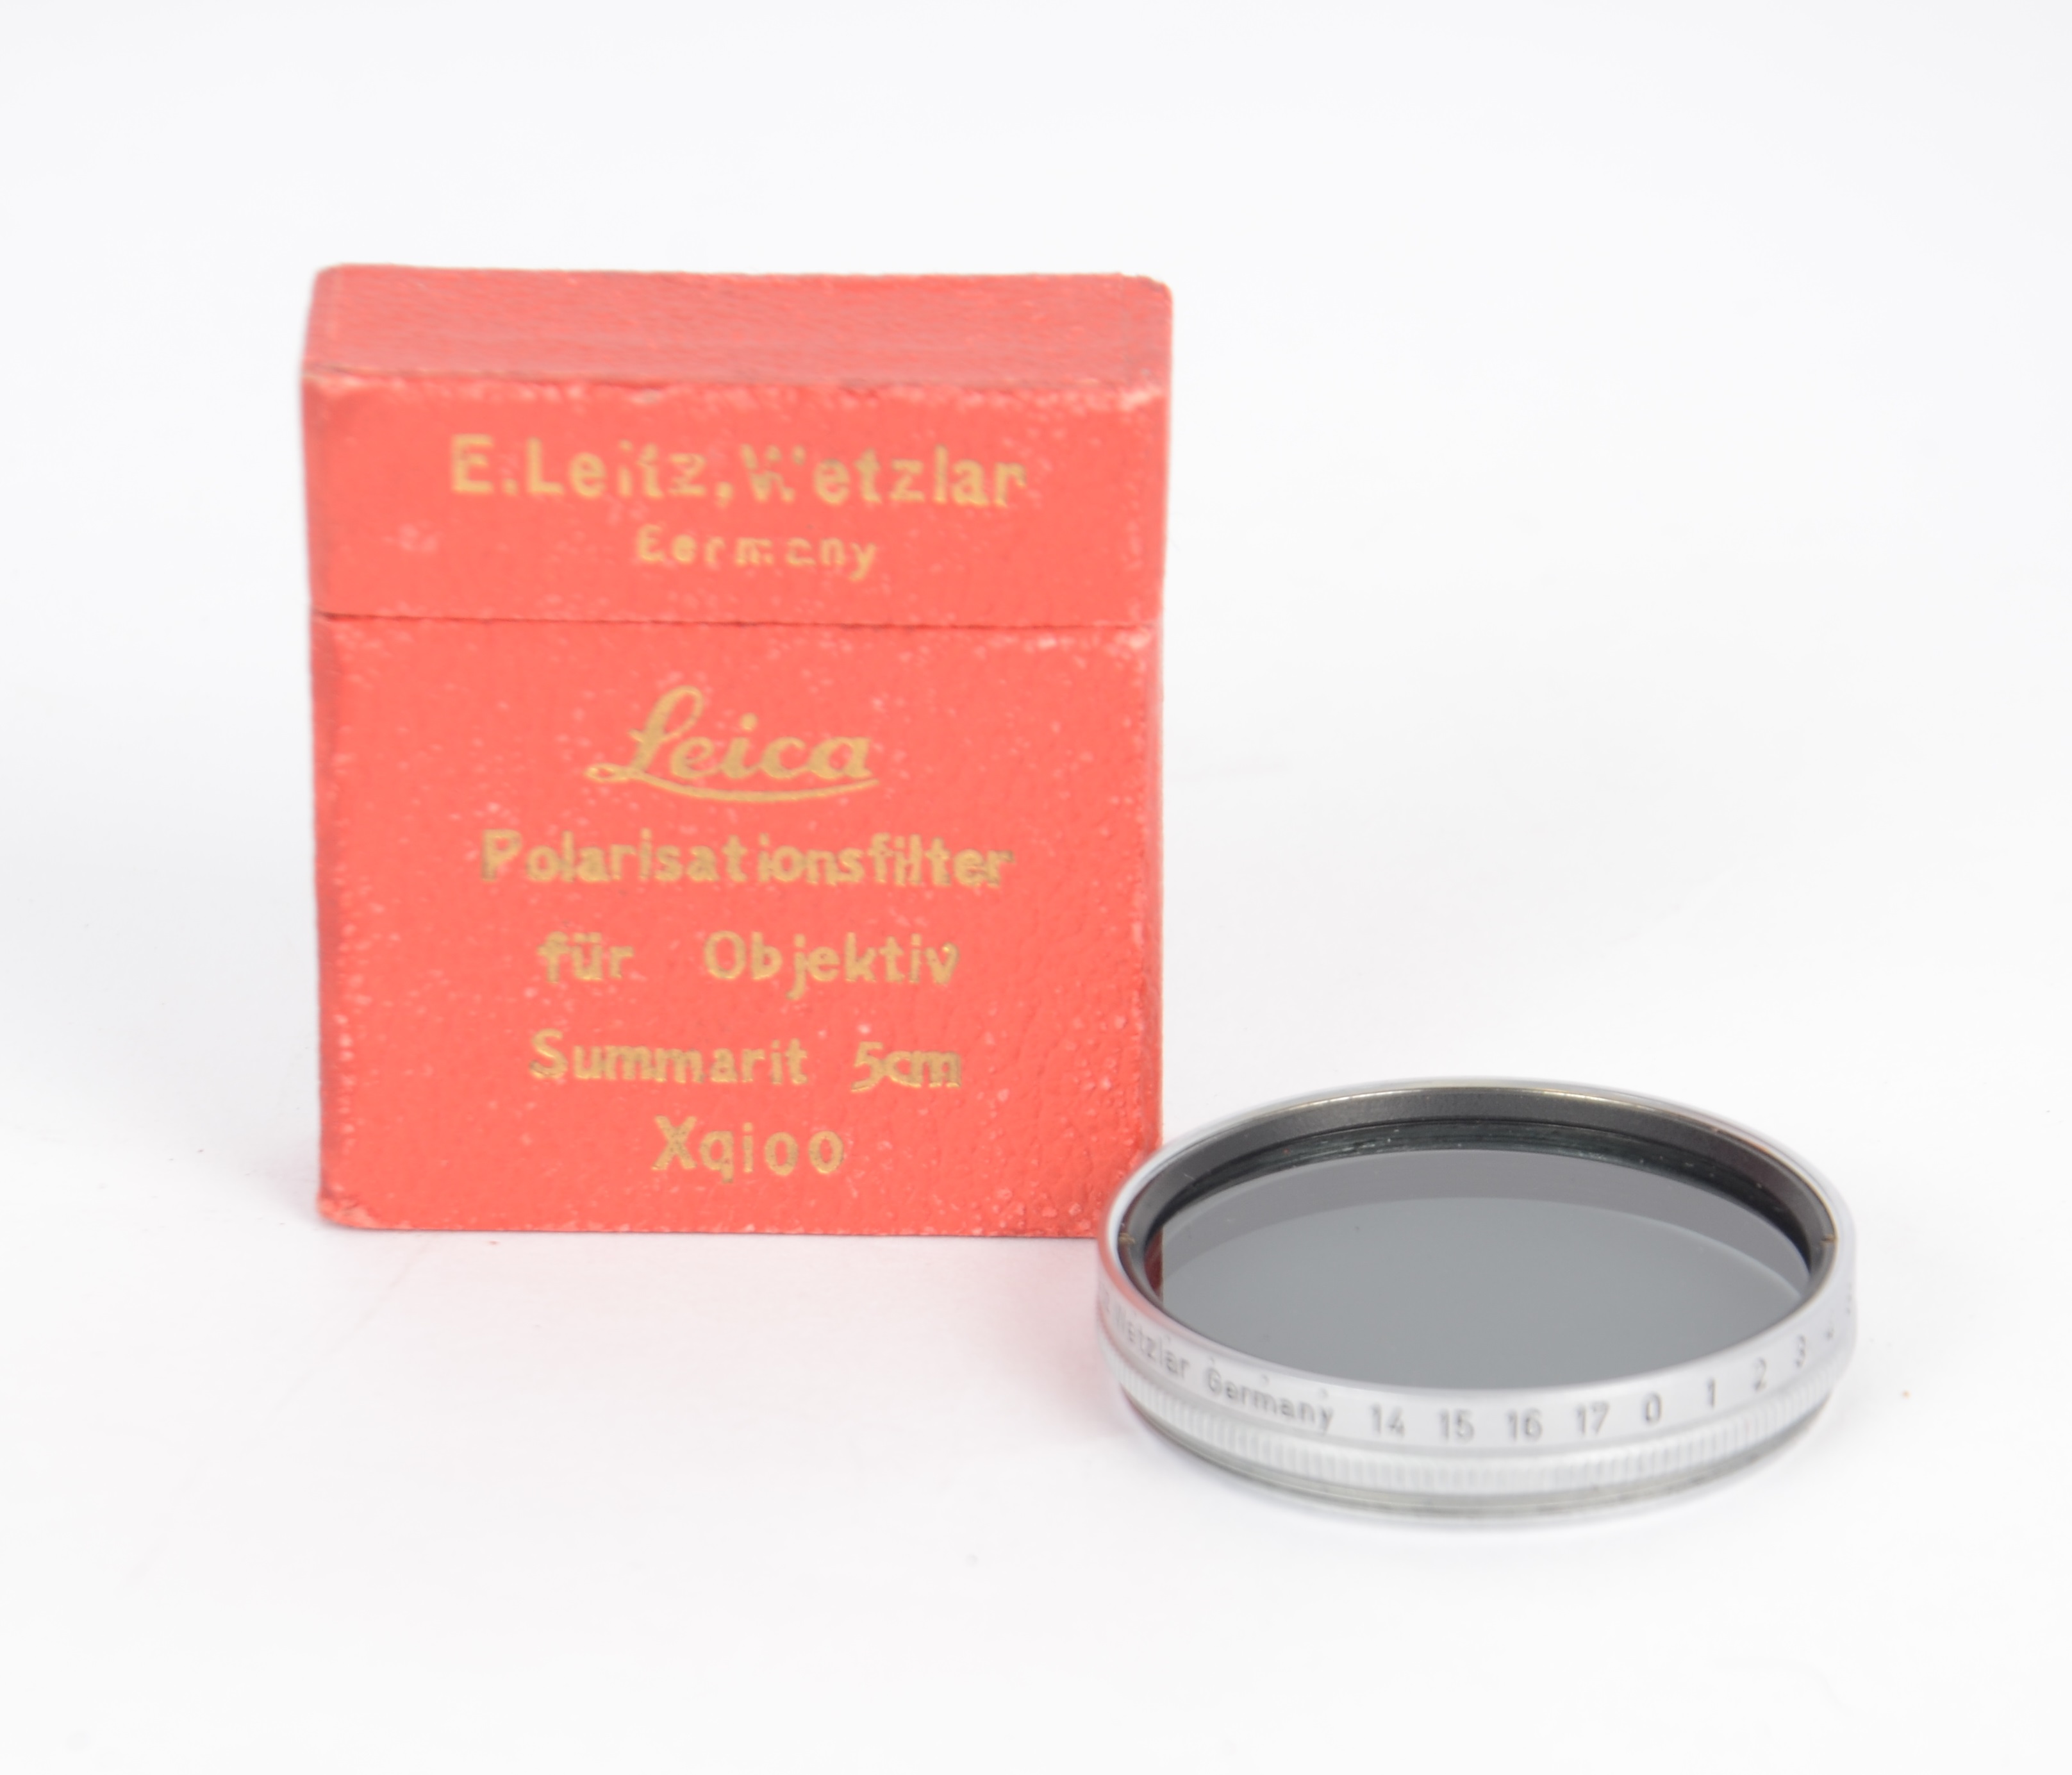 E.Leitz,Wetzlar
Germany
Leica
Polarisationsfilter
für Objektiv
Summarit 5cm
Xqioo
Wetzlar Germany 14 15 16 17 0 1 2 3